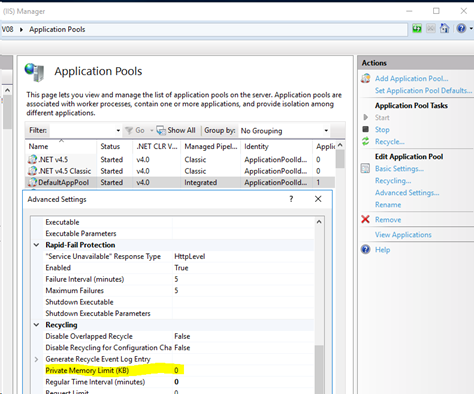 (IIS) Manager
V08 ▸ Application Pools
Application Pools
This page lets you view and manage the list of application pools on the server. Application pools are
associated with worker processes, contain one or more applications, and provide isolation among
different applications.
Filter: Go Show All Group by: No Grouping
Name Status .NET CLR V... Managed Pipel... Identity Applic
.NET v4.5 Started v4.0 Integrated ApplicationPoolId... 0
.NET v4.5 Classic Started v4.0 Classic ApplicationPoolId... 0
DefaultAppPool Started v4.0 Integrated ApplicationPoolId... 1
Advanced Settings ? ×
Executable
Executable Parameters
Rapid-Fail Protection
"Service Unavailable" Response Type HttpLevel
Enabled True
Failure Interval (minutes) 5
Maximum Failures 5
Shutdown Executable
Shutdown Executable Parameters
Recycling
Disable Overlapped Recycle False
Disable Recycling for Configuration Cha False
Generate Recycle Event Log Entry
Private Memory Limit (KB) 0
Regular Time Interval (minutes) 0
Request Limit 0
Actions
Add Application Pool...
Set Application Pool Defaults...
Application Pool Tasks
Start
Stop
Recycle...
Edit Application Pool
Basic Settings...
Recycling...
Advanced Settings...
Rename
Remove
View Applications
Help